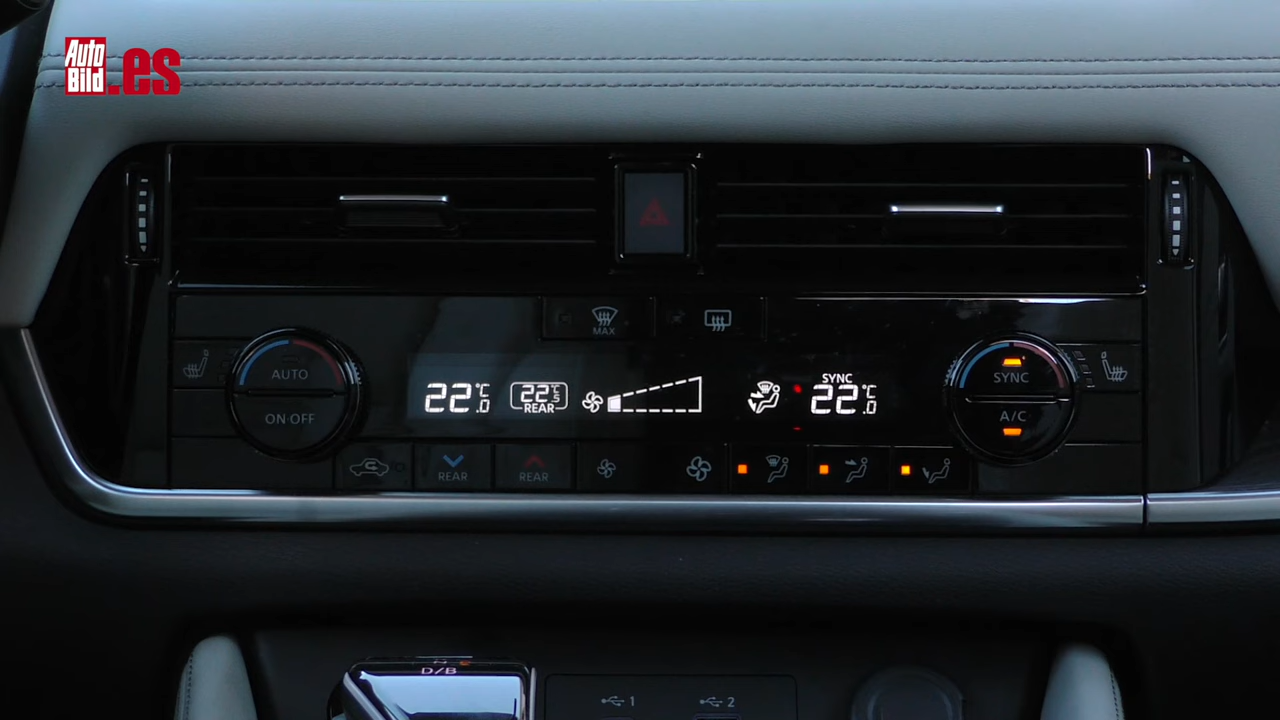 Auto
Bild
.es
MAX
AUTO
ON OFF
22°C.0
22°C.5
REAR
SYNC
22°C.0
SYNC
A/C
REAR
REAR
D/B
1
2